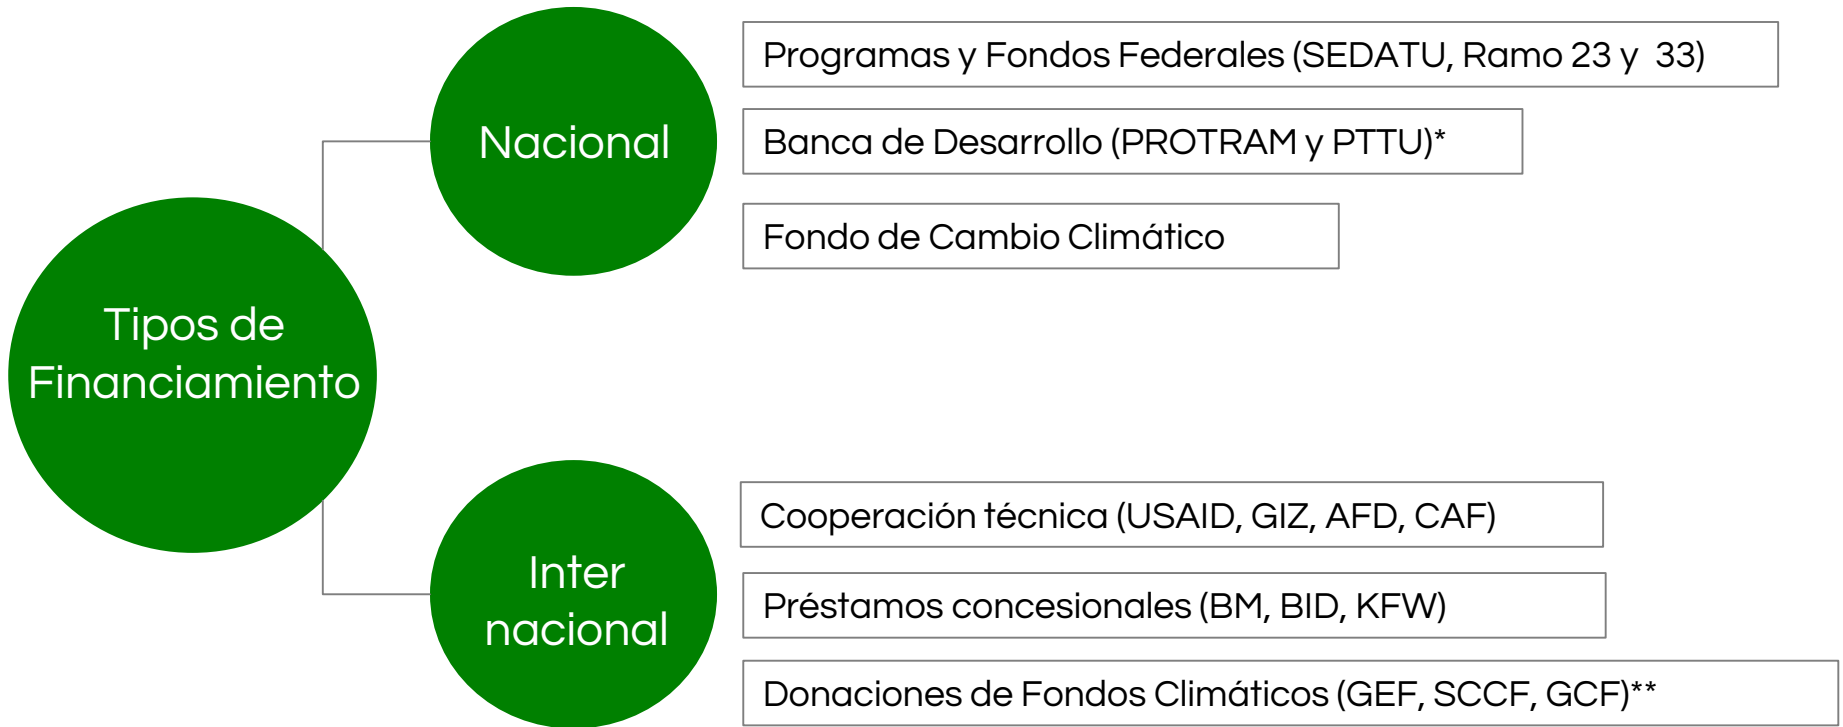 Tipos de
Financiamiento
Nacional
Programas y Fondos Federales (SEDATU, Ramo 23 y  33)
Banca de Desarrollo (PROTRAM y PTTU)*
Fondo de Cambio Climático
Inter
nacional
Cooperación técnica (USAID, GIZ, AFD, CAF)
Préstamos concesionales (BM, BID, KFW)
Donaciones de Fondos Climáticos (GEF, SCCF, GCF)**